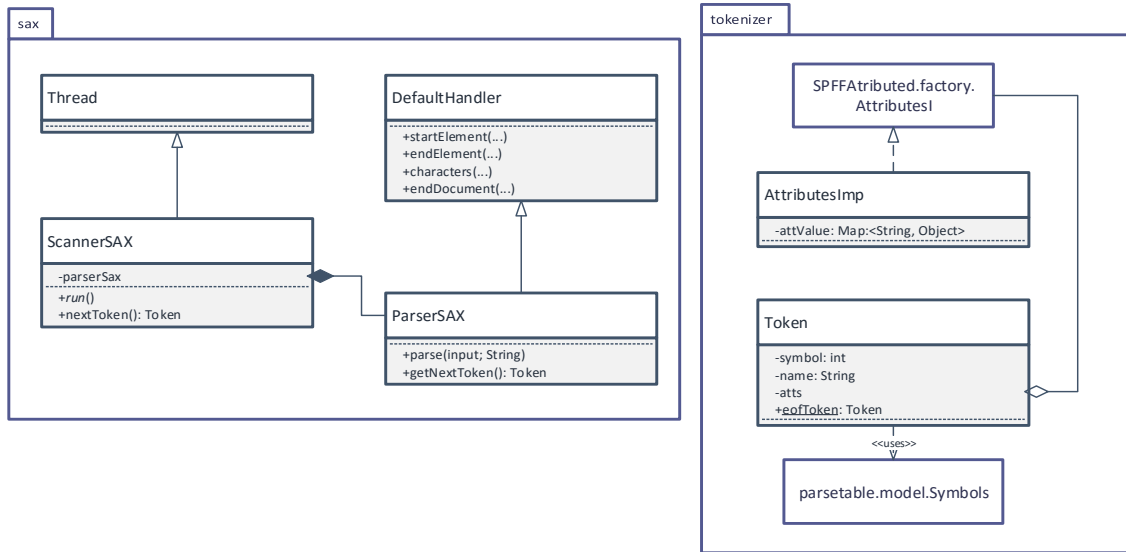 sax
Thread
DefaultHandler
+startElement(...)
+endElement(...)
+characters(...)
+endDocument(...)
ScannerSAX
-parserSax
+run()
+nextToken(): Token
ParserSAX
+parse(input; String)
+getNextToken(): Token
tokenizer
SPFFAtributed.factory.
AttributesI
AttributesImp
-attValue: Map:<String, Object>
Token
-symbol: int
-name: String
-atts
+eofToken: Token
<<uses>>
parsetable.model.Symbols